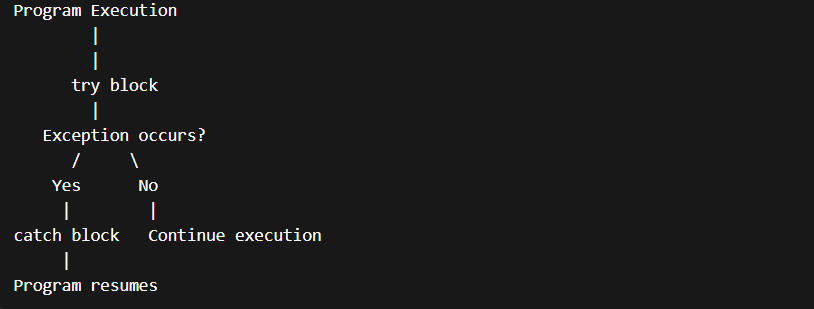 Program Execution
|
|
try block
|
Exception occurs?
/ \
Yes No
| |
catch block Continue execution
|
Program resumes